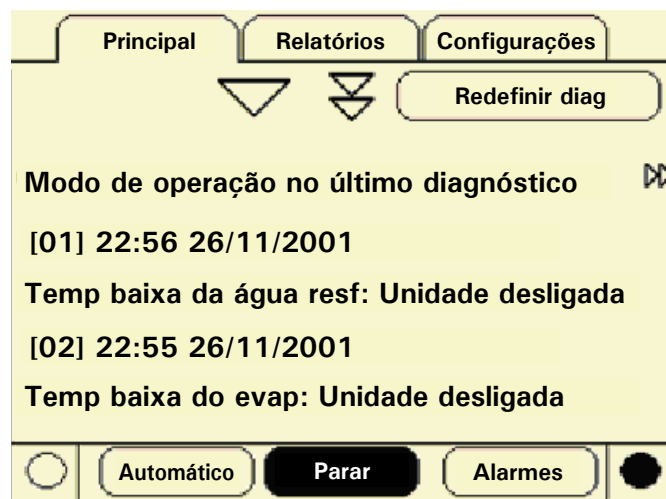 Principal Relatórios Configurações
Redefinir diag
Modo de operação no último diagnóstico
[01] 22:56 26/11/2001
Temp baixa da água resf: Unidade desligada
[02] 22:55 26/11/2001
Temp baixa do evap: Unidade desligada
Automático Parar Alarmes